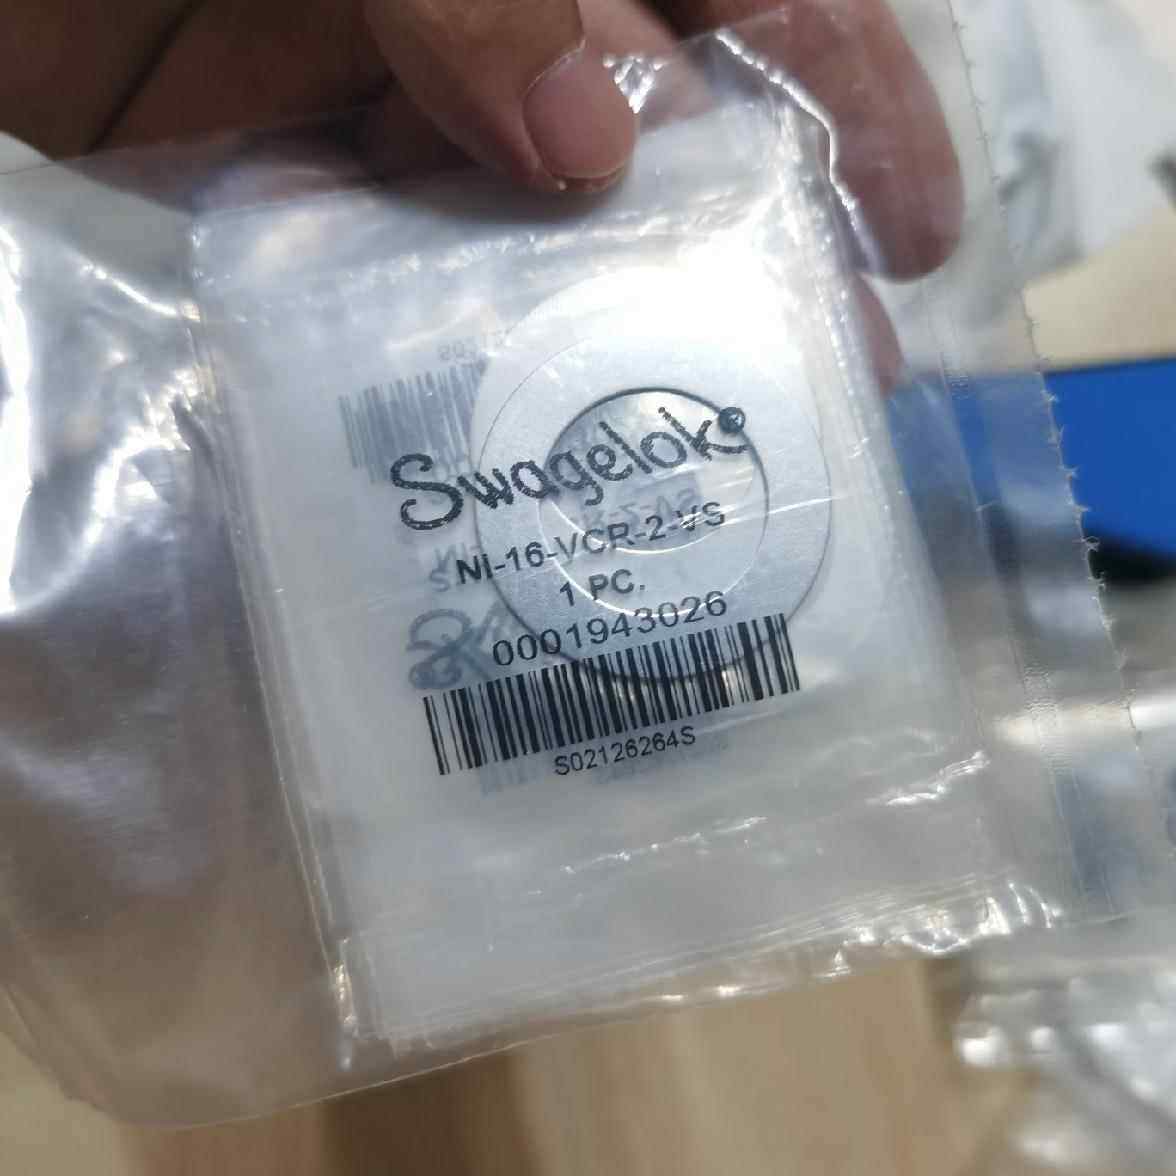 Swagelok®
NI-16-VCR-2-VS
1 PC.
0001943026
S02126264S